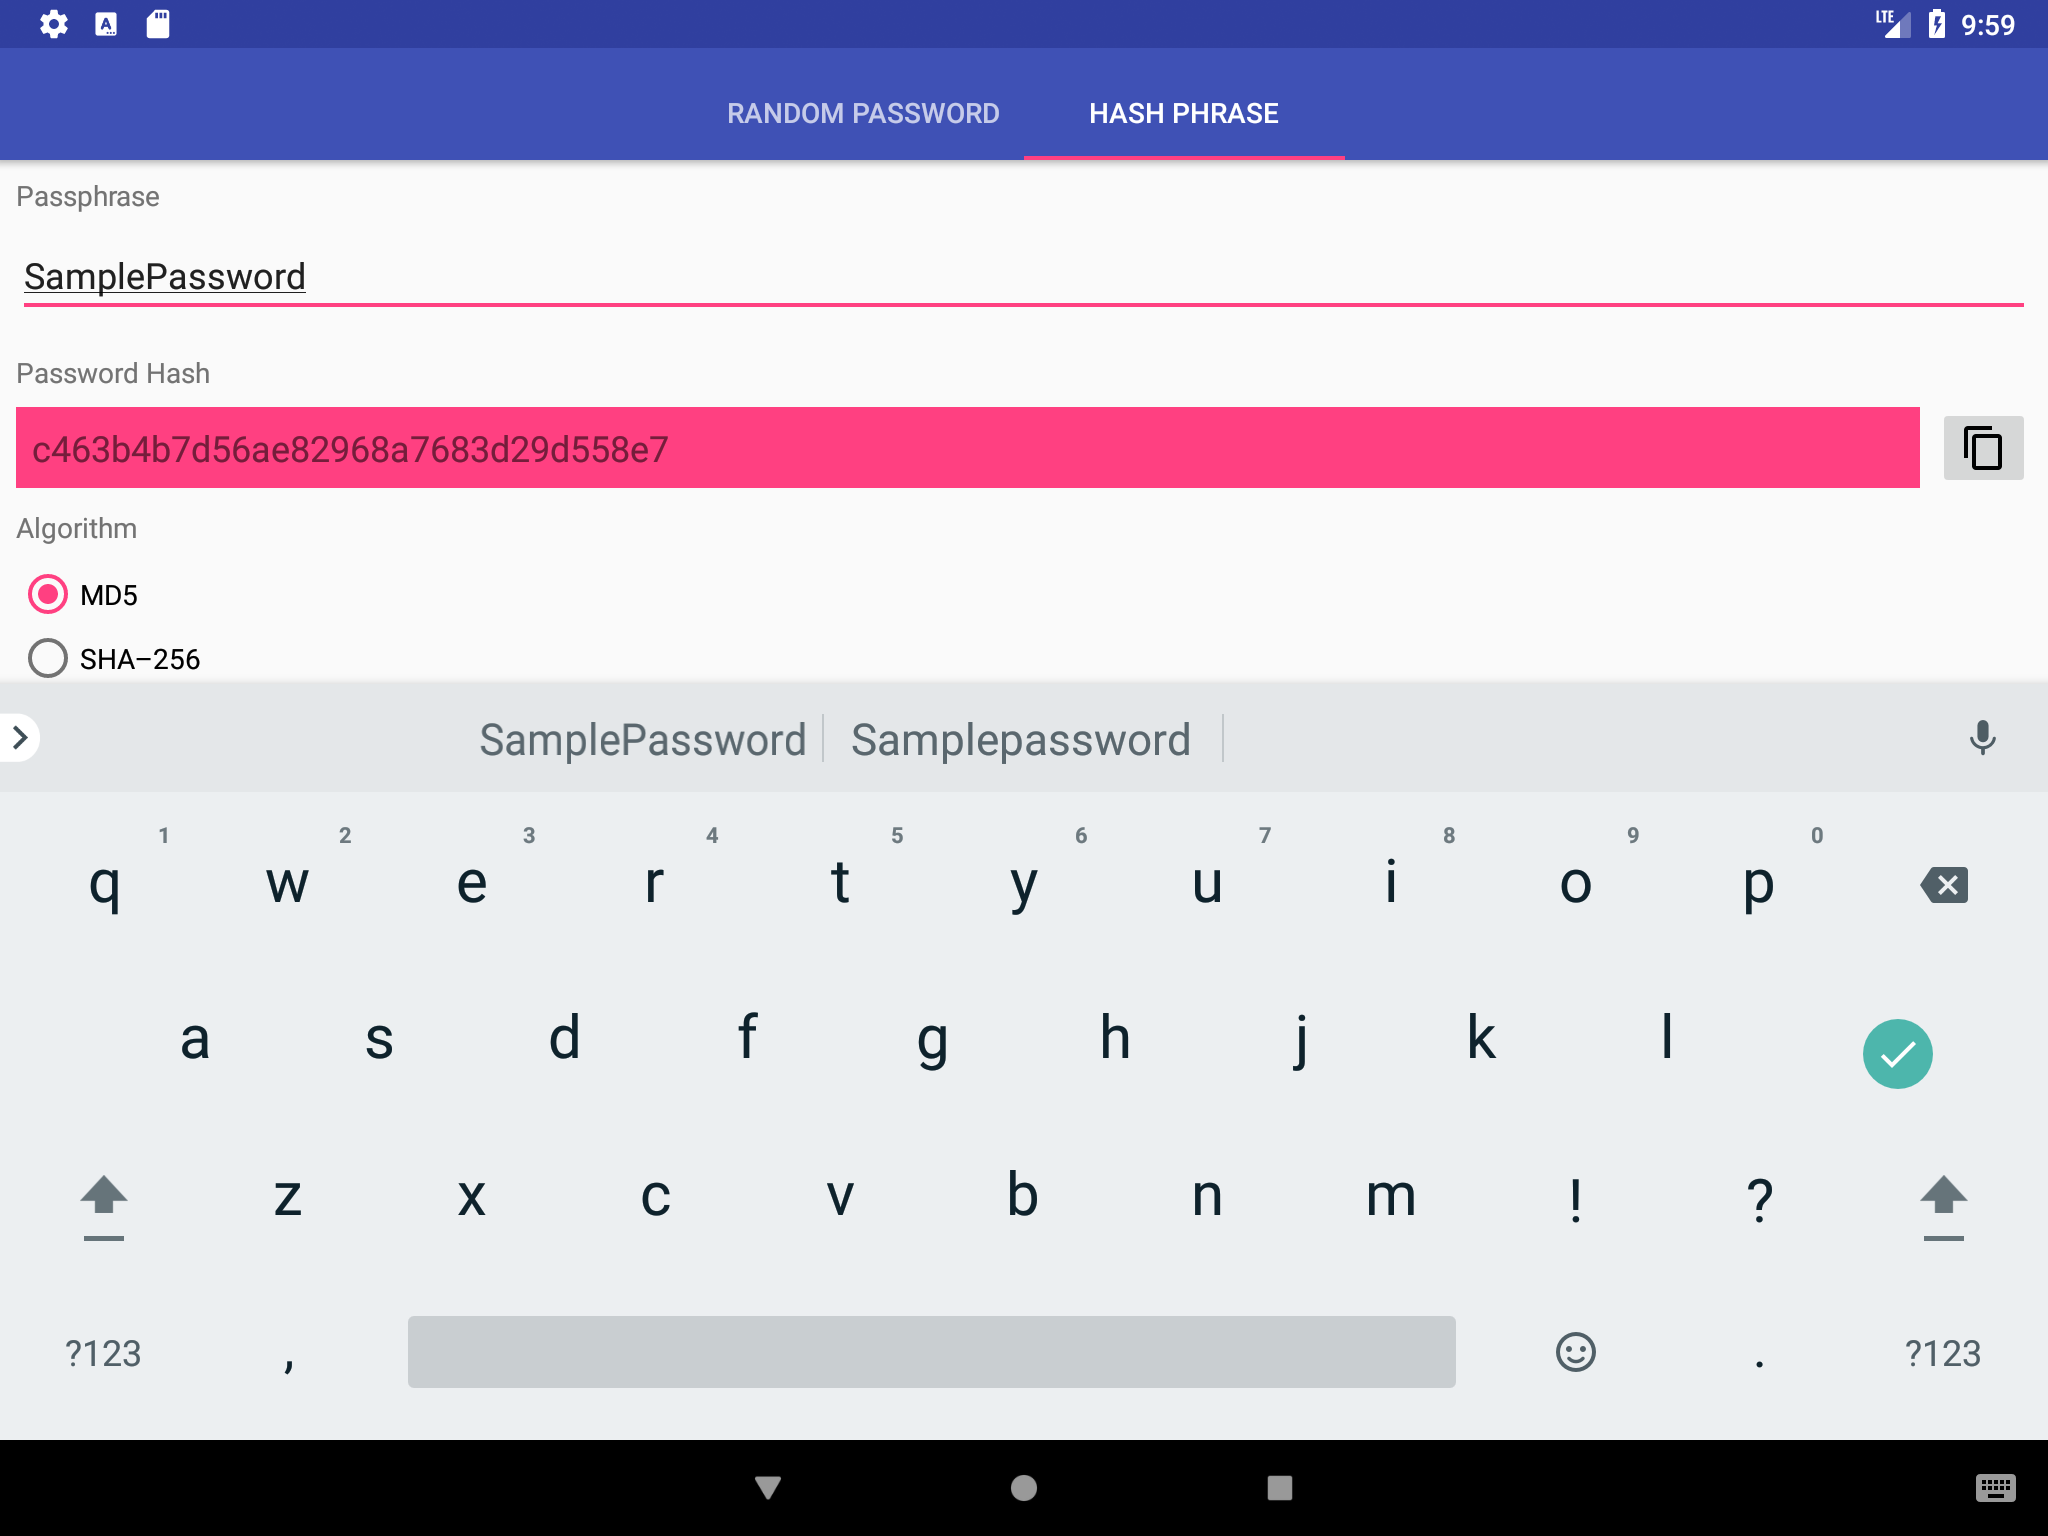 LTE 9:59
RANDOM PASSWORD HASH PHRASE
Passphrase
SamplePassword
Password Hash
c463b4b7d56ae82968a7683d29d558e7
Algorithm
MD5
SHA-256
SamplePassword Samplepassword
1 2 3 4 5 6 7 8 9 0
q w e r t y u i o p
a s d f g h j k l
z x c v b n m ! ?
?123 , . ?123